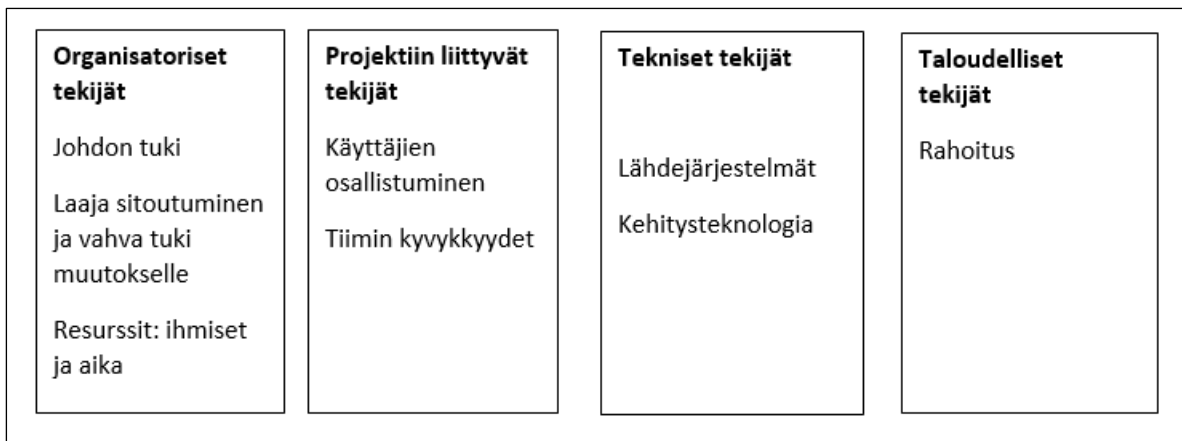 Organisatoriset
tekijät
Johdon tuki
Laaja sitoutuminen
ja vahva tuki
muutokselle
Resurssit: ihmiset
ja aika
Projektiin liittyvät
tekijät
Käyttäjien
osallistuminen
Tiimin kyvykkyydet
Tekniset tekijät
Lähdejärjestelmät
Kehitysteknologia
Taloudelliset
tekijät
Rahoitus